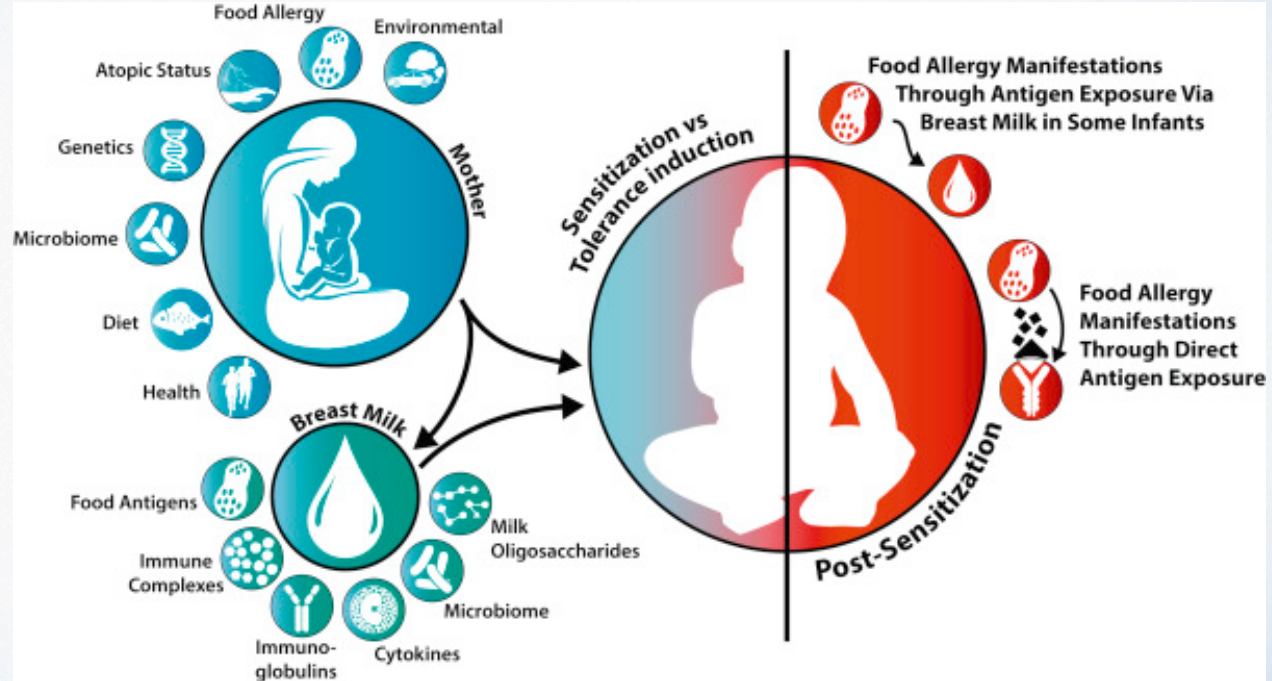 Food Allergy
Environmental
Atopic Status
Genetics
Microbiome
Diet
Health
Mother
Breast Milk
Food Antigens
Immune
Complexes
Immuno-
globulins
Cytokines
Microbiome
Milk
Oligosaccharides
Sensitization vs
Tolerance induction
Food Allergy Manifestations
Through Antigen Exposure Via
Breast Milk in Some Infants
Food Allergy
Manifestations
Through Direct
Antigen Exposure
Post-Sensitization